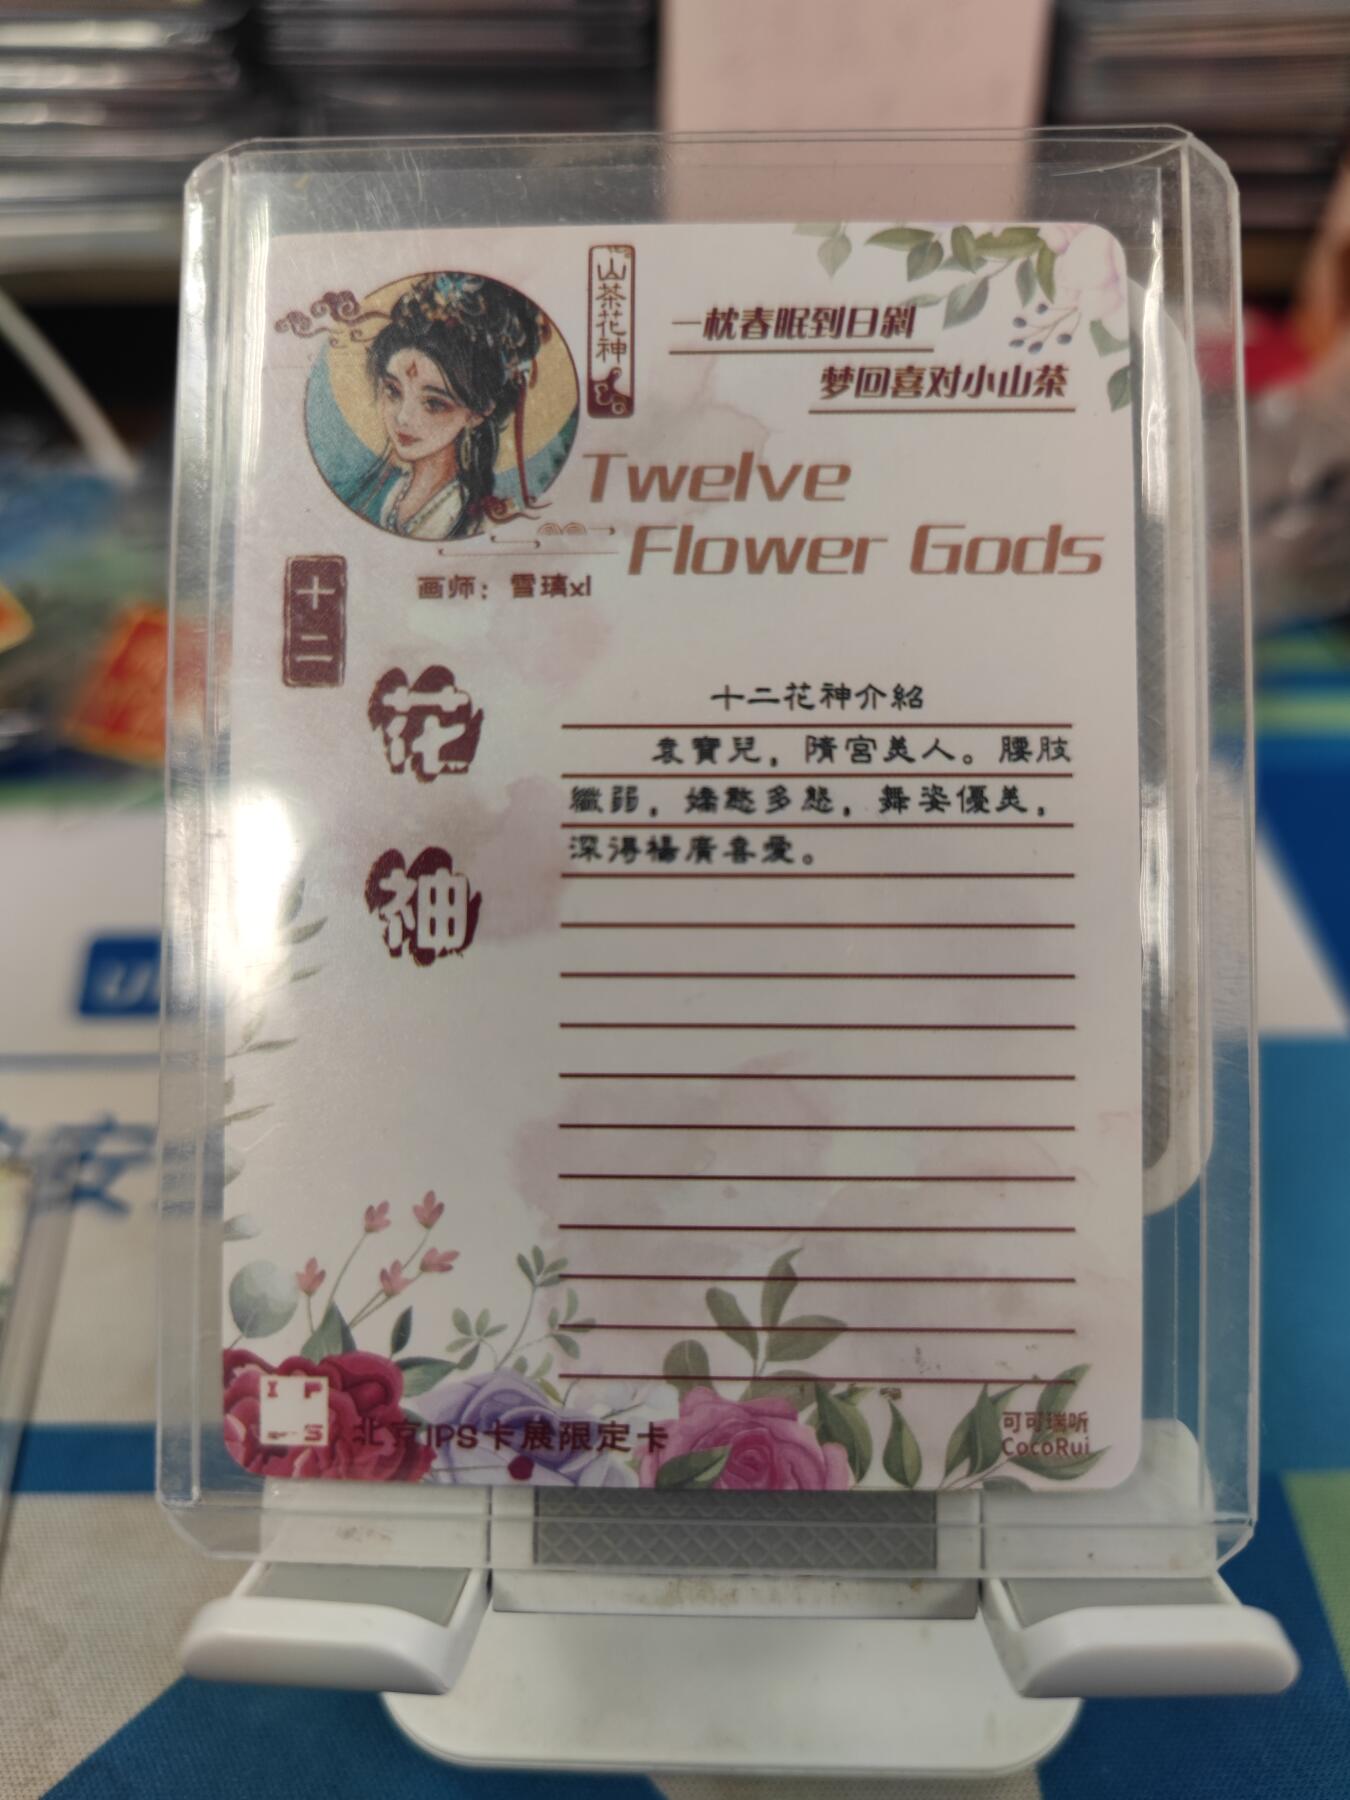 山茶花神
一枕春眠到日斜
梦回喜对小山茶
Twelve
Flower Gods
画师：雪璃xl
十二
花
神
十二花神介紹
袁寶兒，隋宮美人。腰肢
纖弱，嬌憨多態，舞姿優美，
深得楊廣喜愛。
I P
S
北京IPS卡展限定卡
可可瑞听
CocoRui
安